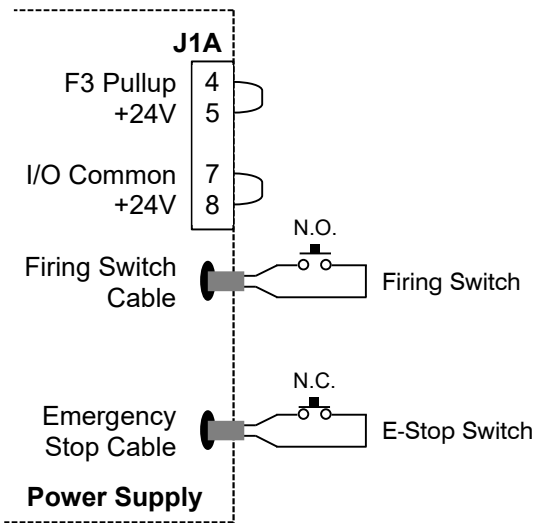 J1A
F3 Pullup 4
+24V 5
I/O Common 7
+24V 8
N.O.
Firing Switch
Cable
Firing Switch
N.C.
Emergency
Stop Cable
E-Stop Switch
Power Supply